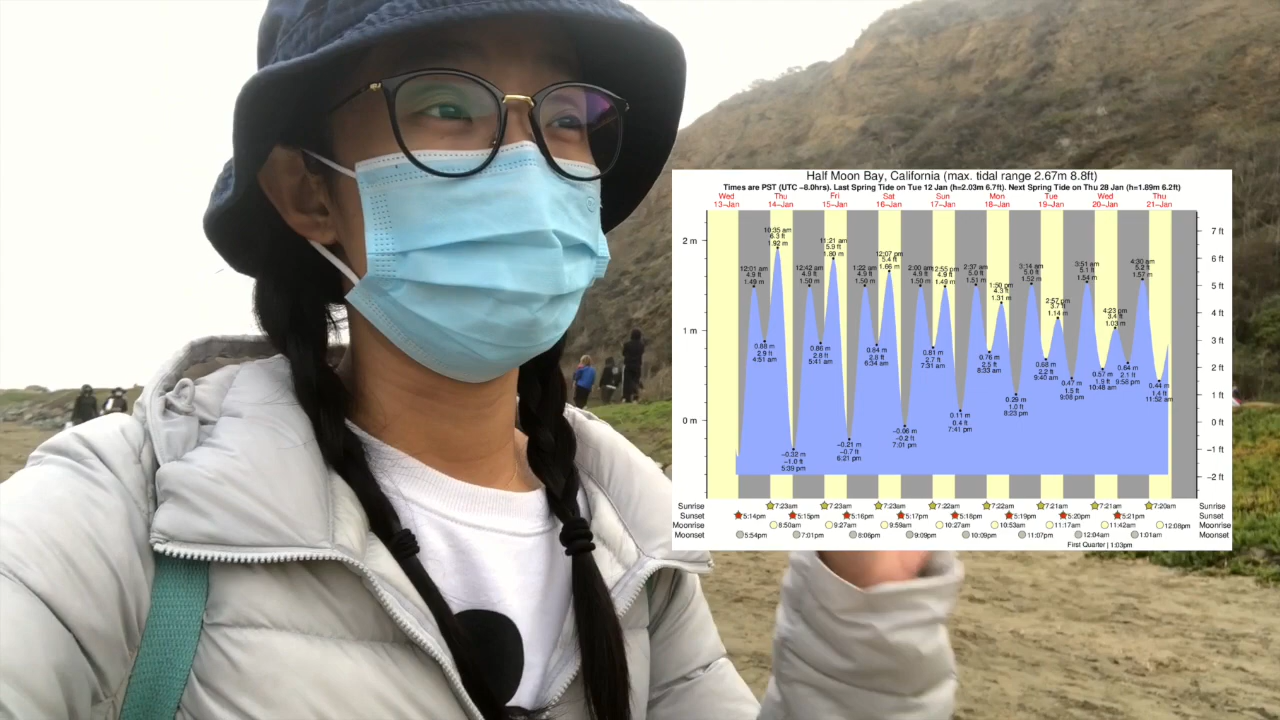 Half Moon Bay, California (max. tidal range 2.67m 8.8ft)
Times are PST (UTC −8.0hrs). Last Spring Tide on Tue 12 Jan (h=2.03m 6.7ft). Next Spring Tide on Thu 28 Jan (h=1.89m 6.2ft)
Wed Thu Fri Sat Sun Mon Tue Wed Thu
13−Jan 14−Jan 15−Jan 16−Jan 17−Jan 18−Jan 19−Jan 20−Jan 21−Jan
2 m
1 m
0 m
7 ft
6 ft
5 ft
4 ft
3 ft
2 ft
1 ft
0 ft
−1 ft
−2 ft
12:01 am
4.9 ft
1.49 m
0.88 m
2.9 ft
4:51 am
10:35 am
6.3 ft
1.92 m
−0.32 m
−1.0 ft
5:39 pm
12:42 am
4.9 ft
1.50 m
0.86 m
2.8 ft
5:41 am
11:21 am
5.9 ft
1.80 m
−0.21 m
−0.7 ft
6:21 pm
1:22 am
4.9 ft
1.50 m
0.84 m
2.8 ft
6:34 am
12:07 pm
5.4 ft
1.66 m
−0.06 m
−0.2 ft
7:01 pm
2:00 am
4.9 ft
1.50 m
0.81 m
2.7 ft
7:31 am
12:55 pm
4.9 ft
1.49 m
0.11 m
0.4 ft
7:41 pm
2:37 am
5.0 ft
1.51 m
0.76 m
2.5 ft
8:33 am
1:50 pm
4.3 ft
1.31 m
0.29 m
1.0 ft
8:23 pm
3:14 am
5.0 ft
1.52 m
0.68 m
2.2 ft
9:40 am
2:57 pm
3.7 ft
1.14 m
0.47 m
1.5 ft
9:08 pm
3:51 am
5.1 ft
1.54 m
0.57 m
1.9 ft
10:48 am
4:23 pm
3.4 ft
1.03 m
0.64 m
2.1 ft
9:58 pm
4:30 am
5.2 ft
1.57 m
0.44 m
1.4 ft
11:52 am
Sunrise 7:23am 7:23am 7:23am 7:22am 7:22am 7:21am 7:21am 7:20am Sunrise
Sunset 5:14pm 5:15pm 5:16pm 5:17pm 5:18pm 5:19pm 5:20pm 5:21pm Sunset
Moonrise 8:50am 9:27am 9:59am 10:27am 10:53am 11:17am 11:42am 12:08pm Moonrise
Moonset 5:54pm 7:01pm 8:06pm 9:09pm 10:09pm 11:07pm 12:04am 1:01am Moonset
First Quarter | 1:03pm